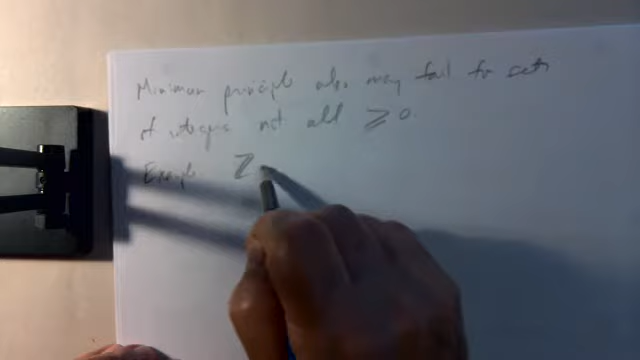 Minimum principle also may fail for sets
of integers not all ≥ 0.
Example ℤ